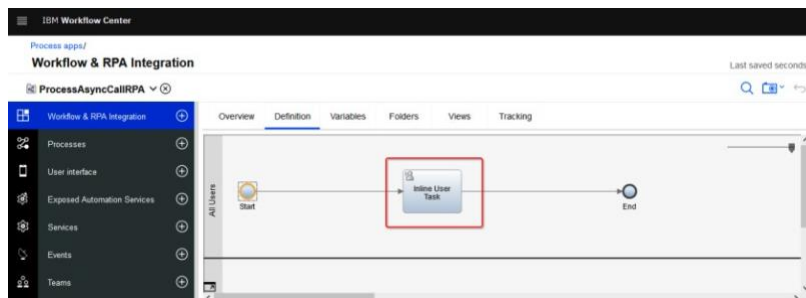 IBM Workflow Center
Process apps/
Workflow & RPA Integration
Last saved seconds
ProcessAsyncCallRPA
Workflow & RPA Integration
Overview Definition Variables Folders Views Tracking
Processes
User interface
Exposed Automation Services
Services
Events
Teams
All Users
Start
Inline User
Task
End